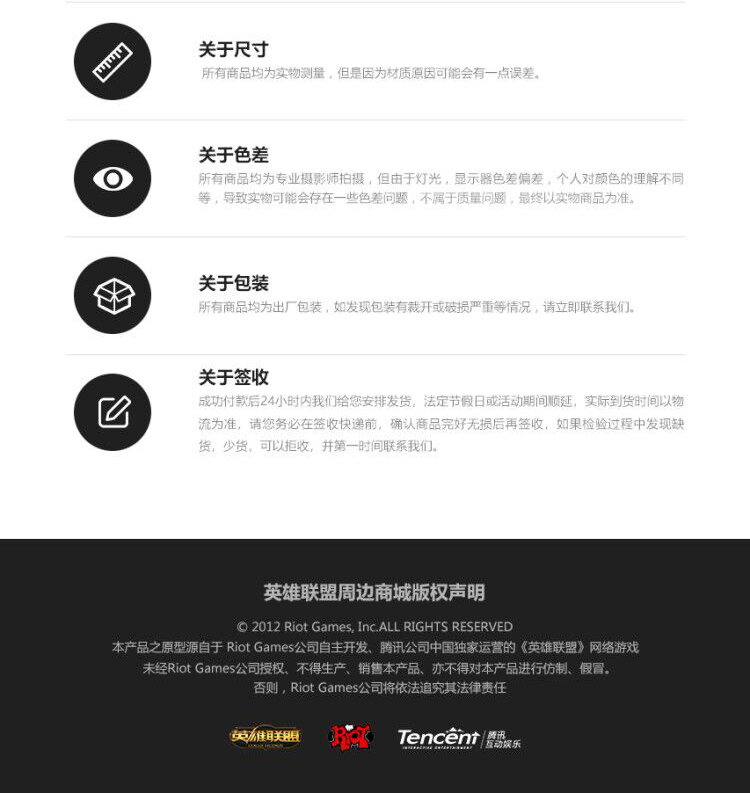 关于尺寸
所有商品均为实物测量，但是因为材质原因可能会有一点误差。
关于色差
所有商品均为专业摄影师拍摄，但由于灯光，显示器色差偏差，个人对颜色的理解不同
等，导致实物可能会存在一些色差问题，不属于质量问题，最终以实物商品为准。
关于包装
所有商品均为出厂包装，如发现包装有裁开或破损严重等情况，请立即联系我们。
关于签收
成功付款后24小时内我们给您安排发货，法定节假日或活动期间顺延，实际到货时间以物
流为准，请您务必在签收快递前，确认商品完好无损后再签收，如果检验过程中发现缺
货，少货，可以拒收，并第一时间联系我们。
英雄联盟周边商城版权声明
© 2012 Riot Games, Inc.ALL RIGHTS RESERVED
本产品之原型源自于 Riot Games公司自主开发、腾讯公司中国独家运营的《英雄联盟》网络游戏
未经Riot Games公司授权、不得生产、销售本产品、亦不得对本产品进行仿制、假冒。
否则，Riot Games公司将依法追究其法律责任
英雄联盟
RIOT
Tencent 腾讯
INTERACTIVE ENTERTAINMENT 互动娱乐